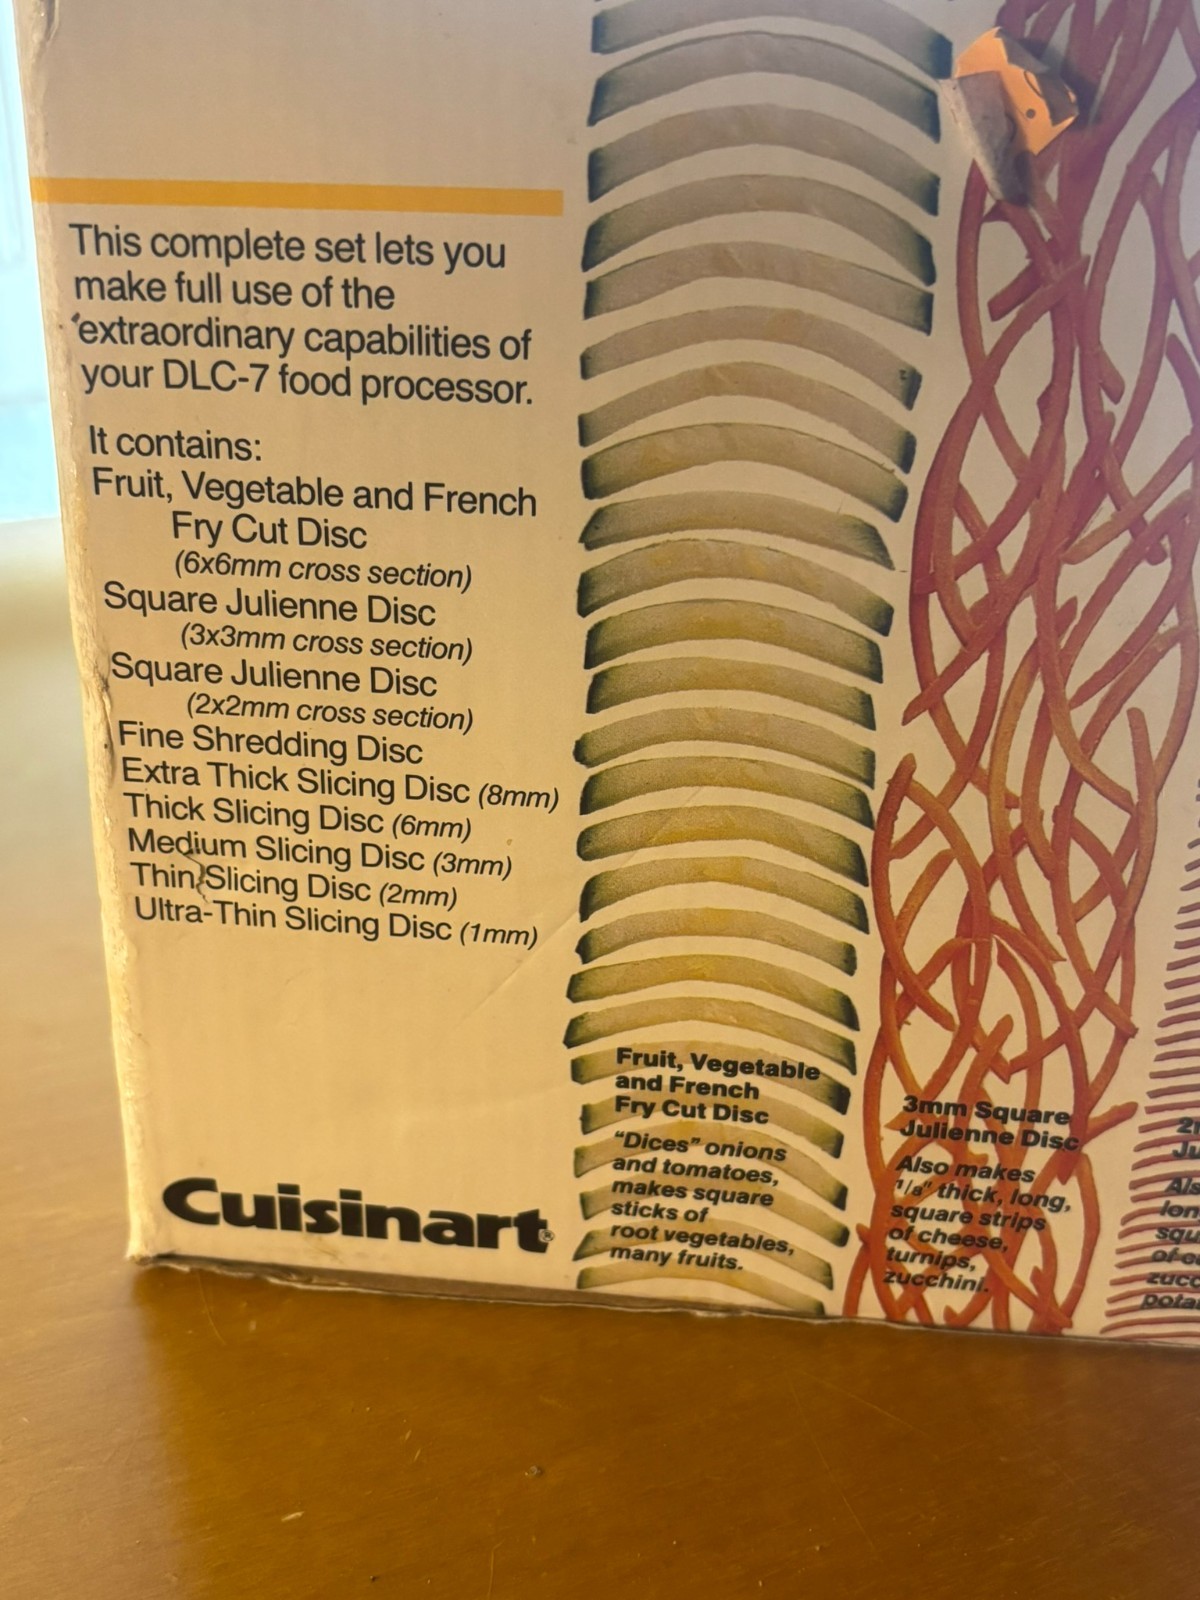 This complete set lets you
make full use of the
extraordinary capabilities of
your DLC-7 food processor.
It contains:
Fruit, Vegetable and French
Fry Cut Disc
(6x6mm cross section)
Square Julienne Disc
(3x3mm cross section)
Square Julienne Disc
(2x2mm cross section)
Fine Shredding Disc
Extra Thick Slicing Disc (8mm)
Thick Slicing Disc (6mm)
Medium Slicing Disc (3mm)
Thin Slicing Disc (2mm)
Ultra-Thin Slicing Disc (1mm)
Cuisinart®
Fruit, Vegetable
and French
Fry Cut Disc
“Dices” onions
and tomatoes,
makes square
sticks of
root vegetables,
many fruits.
3mm Square
Julienne Disc
Also makes
1/8" thick, long,
square strips
of cheese,
turnips,
zucchini.